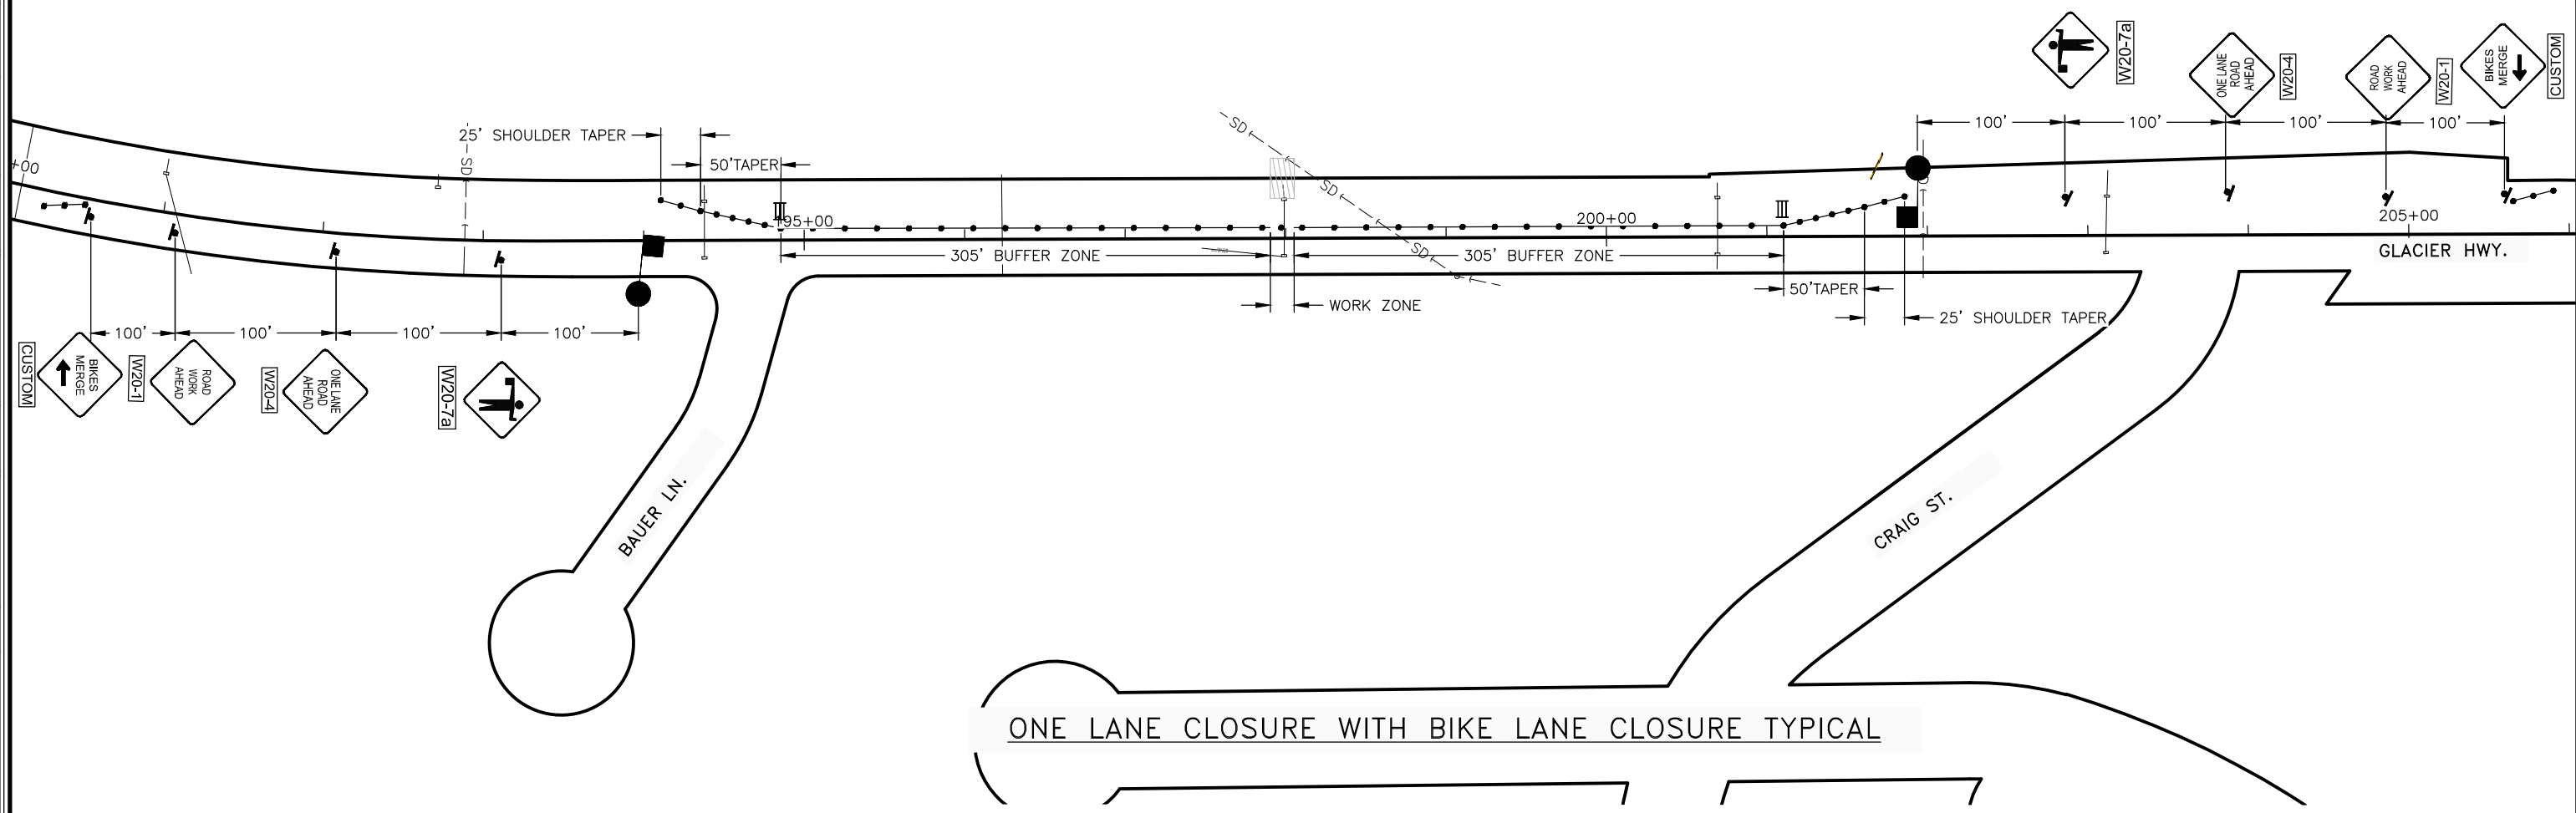 W20-7a
ONE LANE
ROAD
AHEAD
W20-4
ROAD
WORK
AHEAD
W20-1
BIKES
MERGE
CUSTOM
25' SHOULDER TAPER
50'TAPER
100'
100'
100'
100'
SD
SD
SD
SD
+00
95+00
200+00
205+00
GLACIER HWY.
305' BUFFER ZONE
305' BUFFER ZONE
WORK ZONE
50'TAPER
25' SHOULDER TAPER
100'
100'
100'
100'
CUSTOM
BIKES
MERGE
W20-1
ROAD
WORK
AHEAD
W20-4
ONE LANE
ROAD
AHEAD
W20-7a
BAUER LN.
CRAIG ST.
ONE LANE CLOSURE WITH BIKE LANE CLOSURE TYPICAL